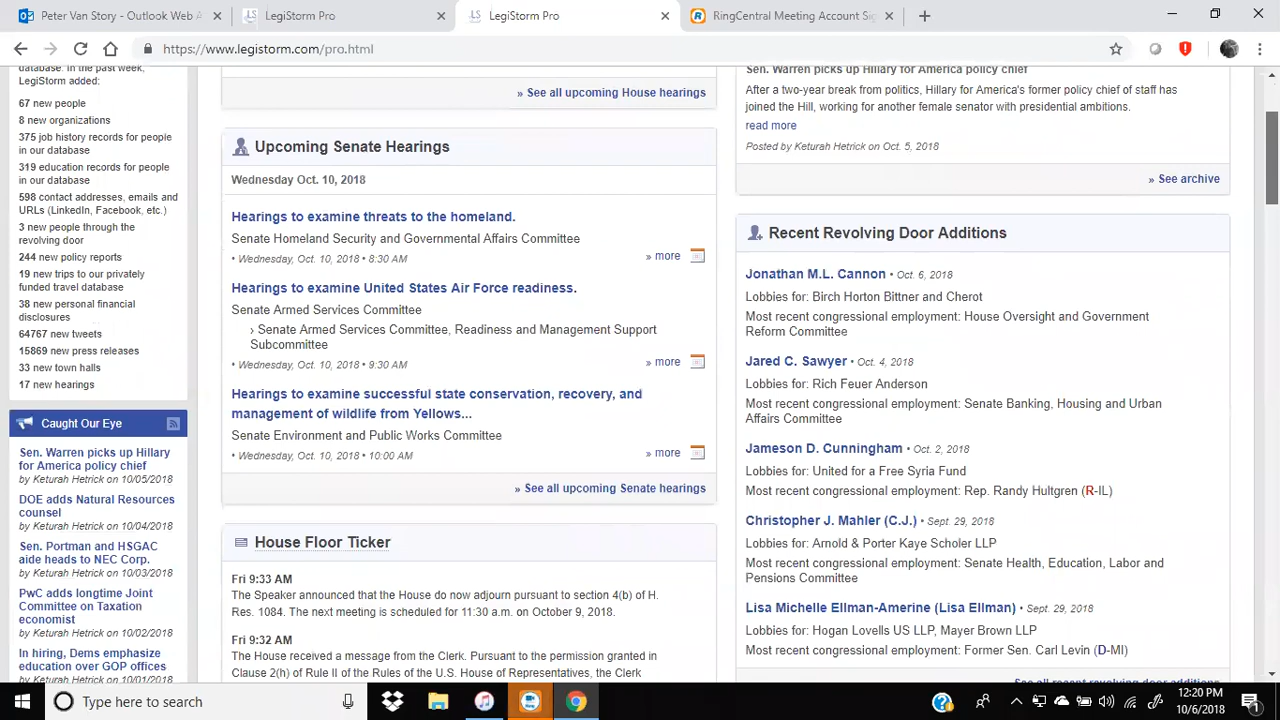 Peter Van Story - Outlook Web A
LegiStorm Pro
LegiStorm Pro
RingCentral Meeting Account Si
https://www.legistorm.com/pro.html
database. In the past week,
LegiStorm added:
67 new people
8 new organizations
375 job history records for people
in our database
319 education records for people
in our database
598 contact addresses, emails and
URLs (LinkedIn, Facebook, etc.)
3 new people through the
revolving door
244 new policy reports
19 new trips to our privately
funded travel database
38 new personal financial
disclosures
64767 new tweets
15869 new press releases
33 new town halls
17 new hearings
Caught Our Eye
Sen. Warren picks up Hillary
for America policy chief
by Keturah Hetrick on 10/05/2018
DOE adds Natural Resources
counsel
by Keturah Hetrick on 10/04/2018
Sen. Portman and HSGAC
aide heads to NEC Corp.
by Keturah Hetrick on 10/03/2018
PwC adds longtime Joint
Committee on Taxation
economist
by Keturah Hetrick on 10/02/2018
In hiring, Dems emphasize
education over GOP offices
by Keturah Hetrick on 10/01/2018
» See all upcoming House hearings
Upcoming Senate Hearings
Wednesday Oct. 10, 2018
Hearings to examine threats to the homeland.
Senate Homeland Security and Governmental Affairs Committee
• Wednesday, Oct. 10, 2018 • 8:30 AM
» more
Hearings to examine United States Air Force readiness.
Senate Armed Services Committee
› Senate Armed Services Committee, Readiness and Management Support
Subcommittee
• Wednesday, Oct. 10, 2018 • 9:30 AM
» more
Hearings to examine successful state conservation, recovery, and
management of wildlife from Yellows...
Senate Environment and Public Works Committee
• Wednesday, Oct. 10, 2018 • 10:00 AM
» more
» See all upcoming Senate hearings
House Floor Ticker
Fri 9:33 AM
The Speaker announced that the House do now adjourn pursuant to section 4(b) of H.
Res. 1084. The next meeting is scheduled for 11:30 a.m. on October 9, 2018.
Fri 9:32 AM
The House received a message from the Clerk. Pursuant to the permission granted in
Clause 2(h) of Rule II of the Rules of the U.S. House of Representatives, the Clerk
Sen. Warren picks up Hillary for America policy chief
After a two-year break from politics, Hillary for America's former policy chief of staff has
joined the Hill, working for another female senator with presidential ambitions.
read more
Posted by Keturah Hetrick on Oct. 5, 2018
» See archive
Recent Revolving Door Additions
Jonathan M.L. Cannon • Oct. 6, 2018
Lobbies for: Birch Horton Bittner and Cherot
Most recent congressional employment: House Oversight and Government
Reform Committee
Jared C. Sawyer • Oct. 4, 2018
Lobbies for: Rich Feuer Anderson
Most recent congressional employment: Senate Banking, Housing and Urban
Affairs Committee
Jameson D. Cunningham • Oct. 2, 2018
Lobbies for: United for a Free Syria Fund
Most recent congressional employment: Rep. Randy Hultgren (R-IL)
Christopher J. Mahler (C.J.) • Sept. 29, 2018
Lobbies for: Arnold & Porter Kaye Scholer LLP
Most recent congressional employment: Senate Health, Education, Labor and
Pensions Committee
Lisa Michelle Ellman-Amerine (Lisa Ellman) • Sept. 29, 2018
Lobbies for: Hogan Lovells US LLP, Mayer Brown LLP
Most recent congressional employment: Former Sen. Carl Levin (D-MI)
See all recent revolving door additions
Type here to search
12:20 PM
10/6/2018